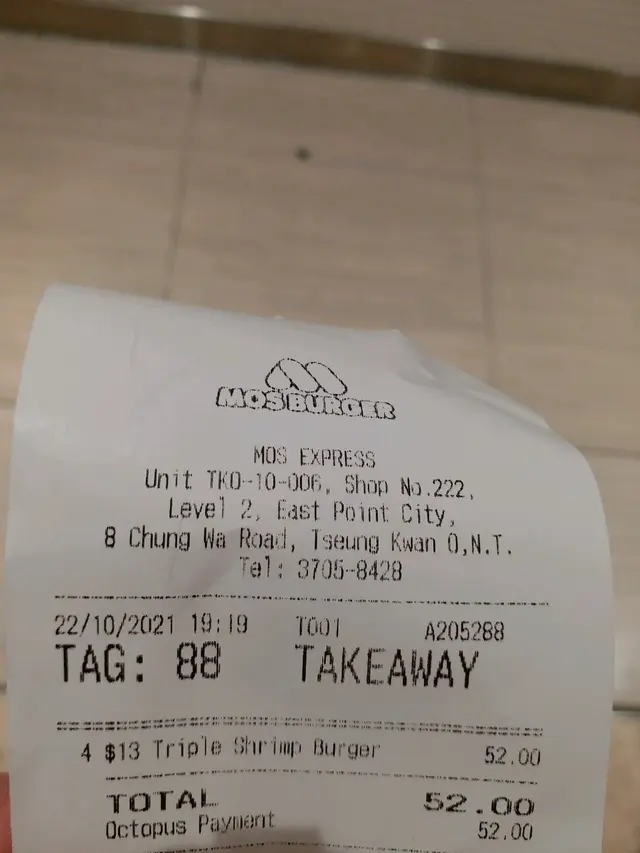 MOS BURGER
MOS EXPRESS
Unit TKO-10-006, Shop No.222,
Level 2, East Point City,
8 Chung Wa Road, Tseung Kwan O,N.T.
Tel: 3705-8428
22/10/2021 19:19 T001 A205288
TAG: 88 TAKEAWAY
4 $13 Triple Shrimp Burger 52.00
TOTAL 52.00
Octopus Payment 52.00